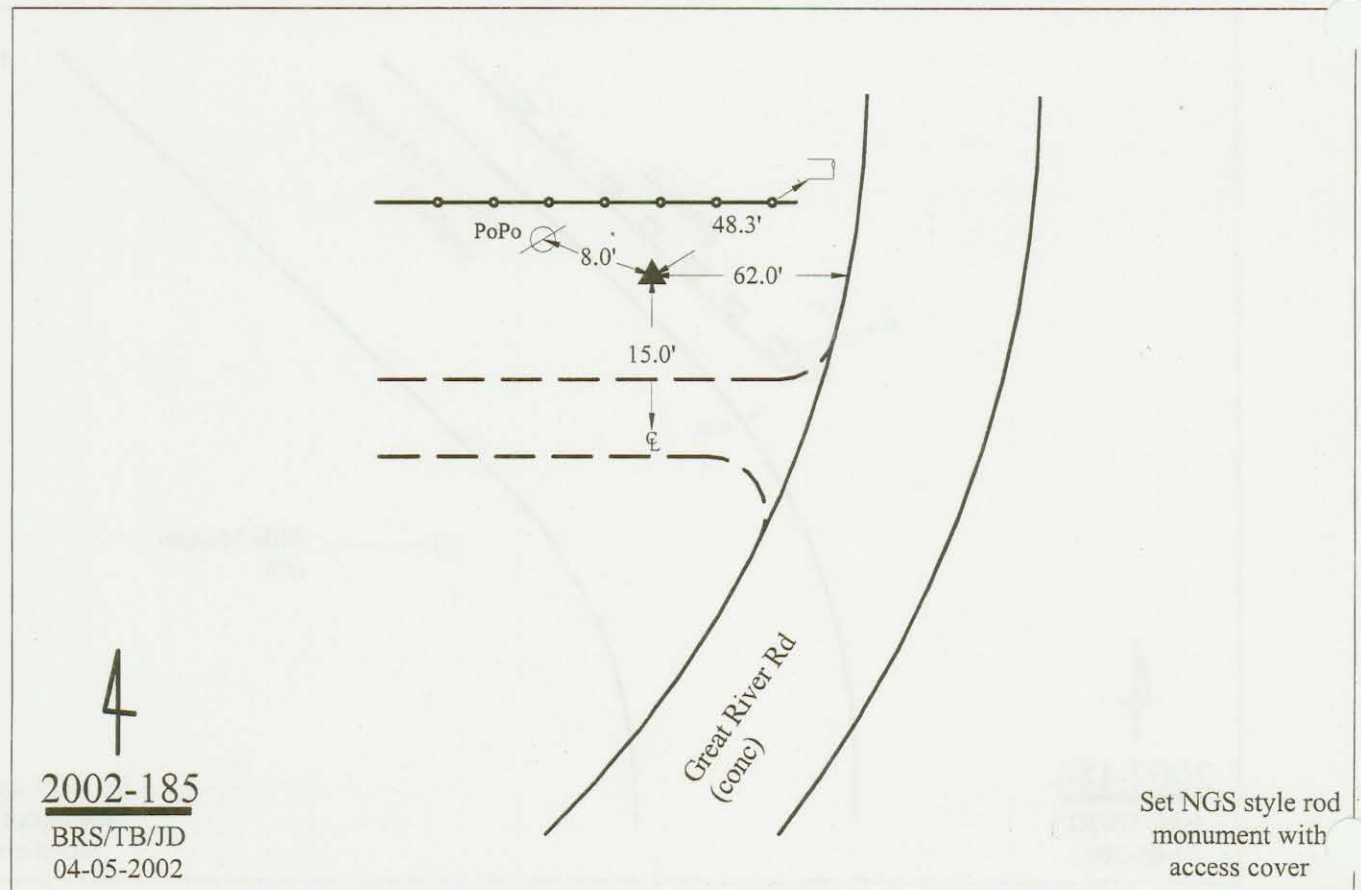 PoPo
48.3'
8.0'
62.0'
15.0'
℄
Great River Rd
(conc)
2002-185
BRS/TB/JD
04-05-2002
Set NGS style rod
monument with
access cover